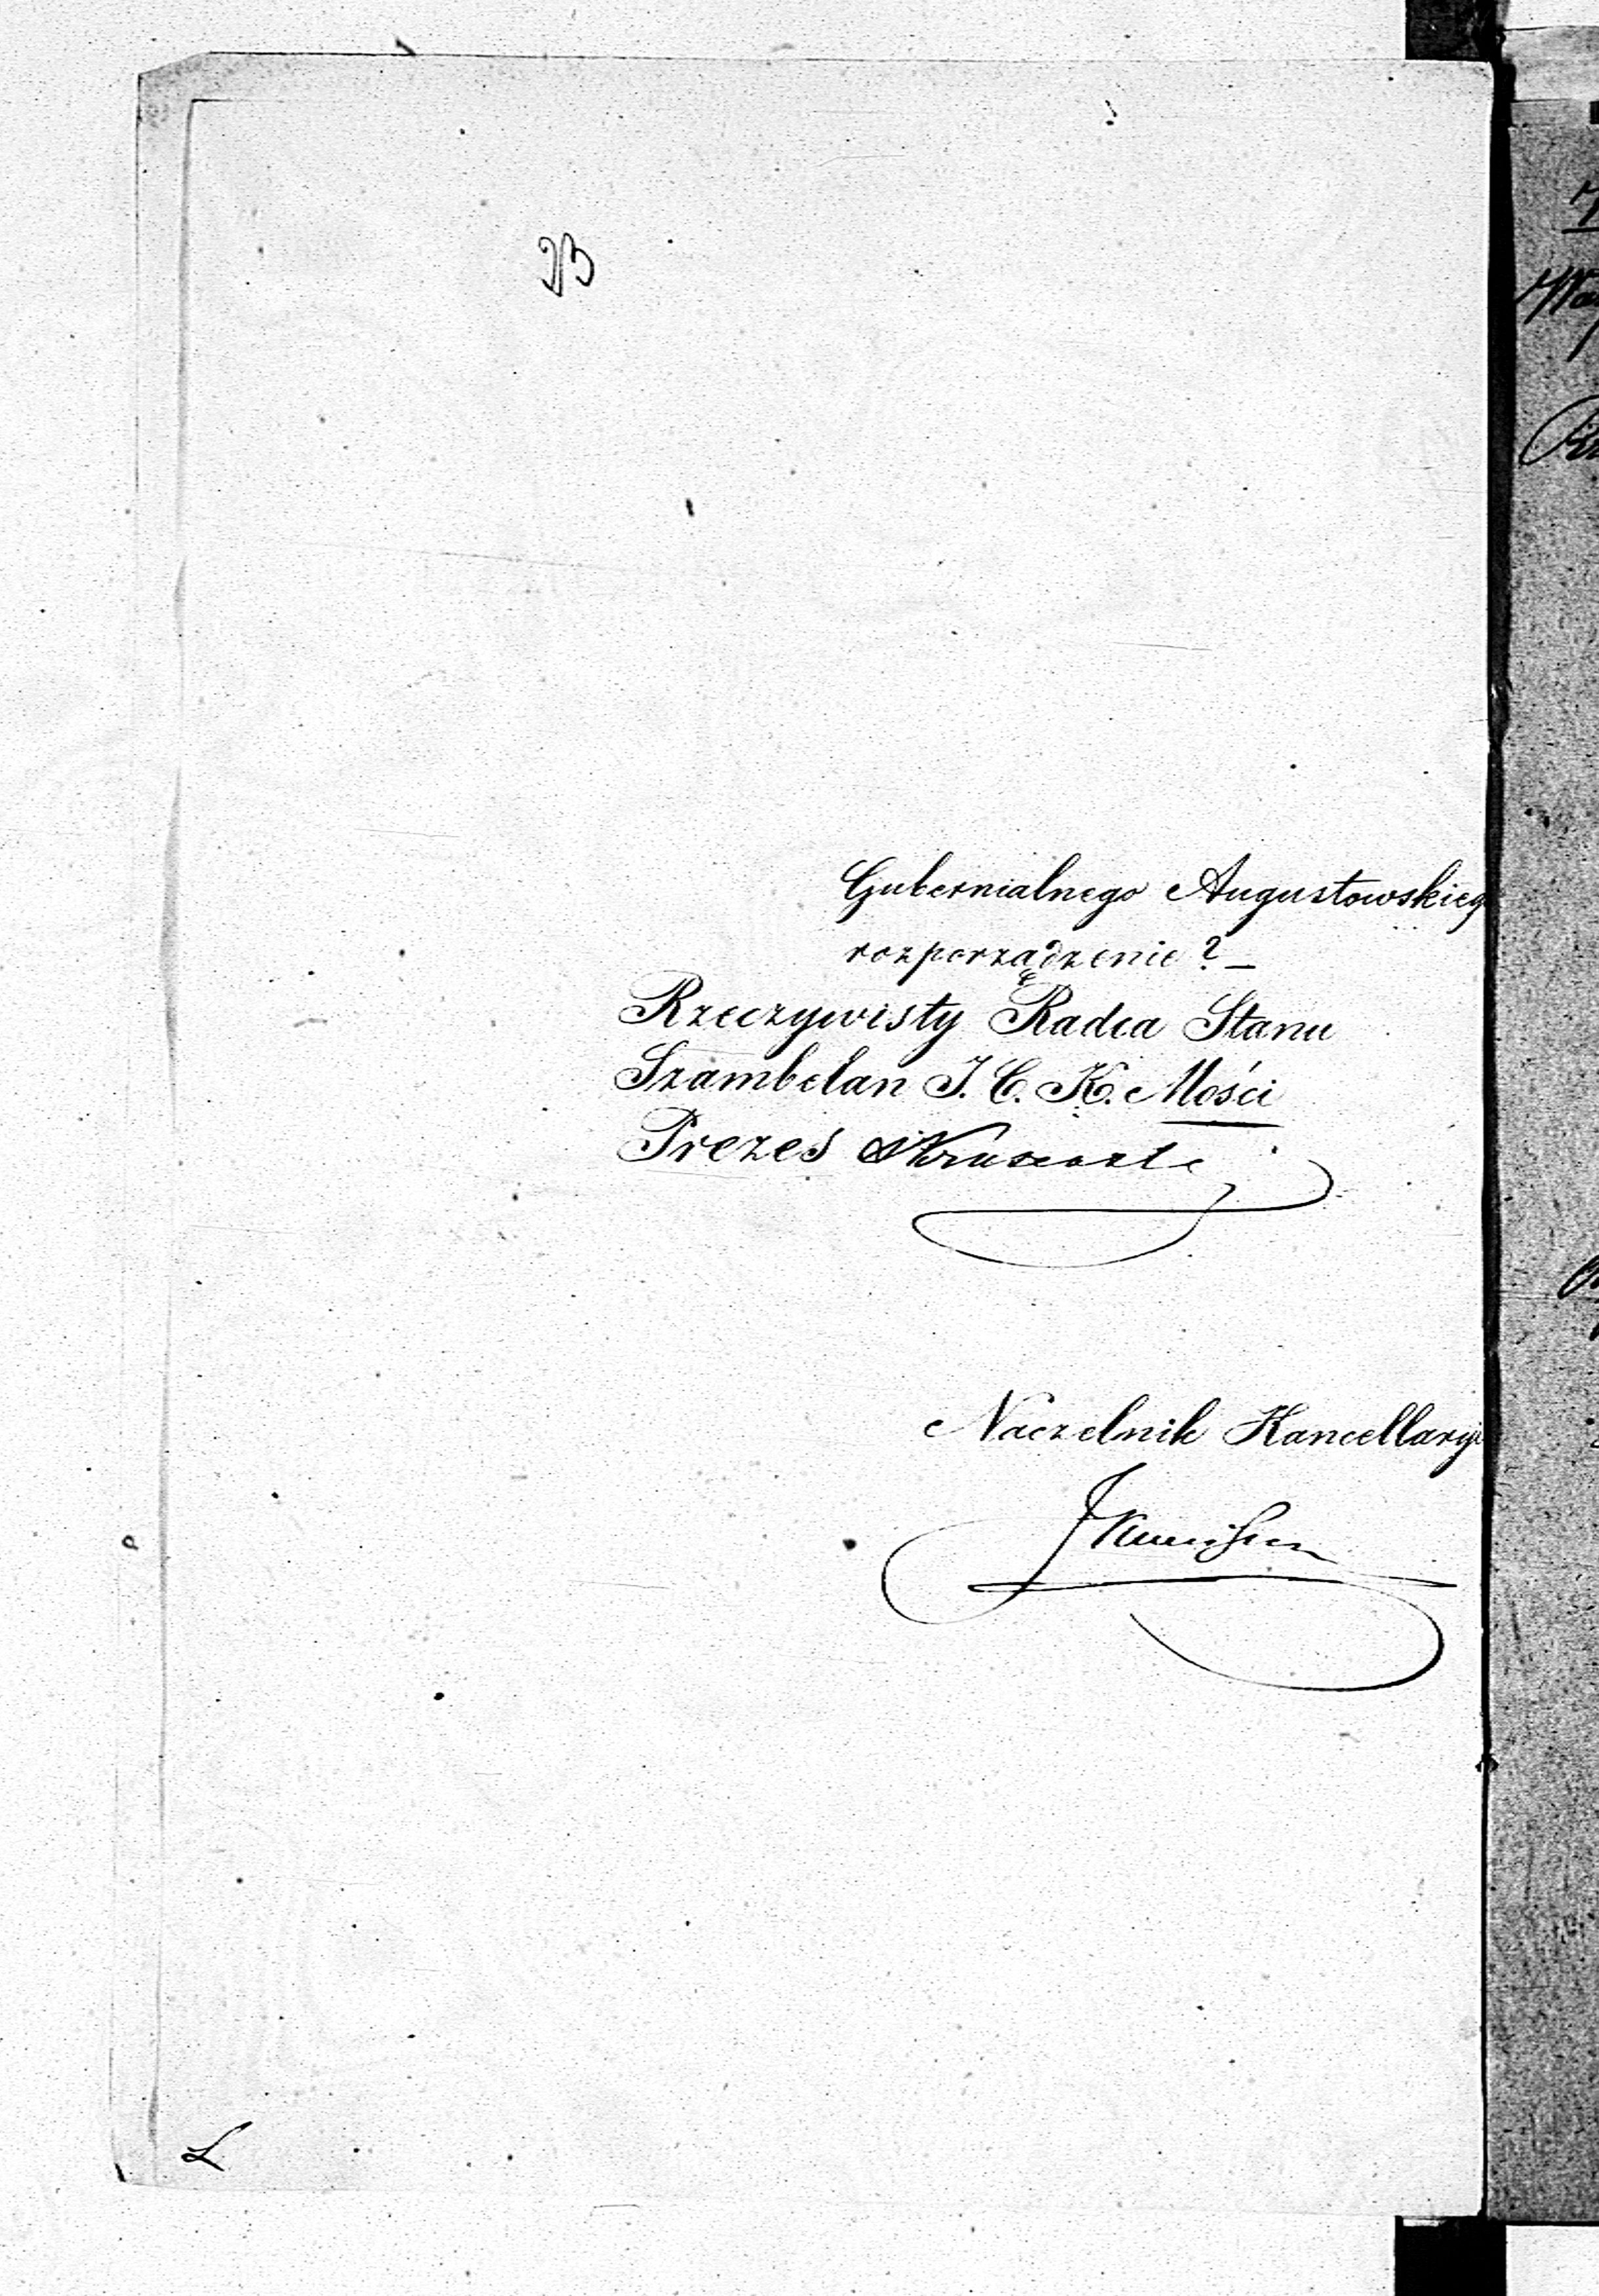 Gubernialnego Augustowskiego
rozporządzenie ? _
Rzeczywisty Radca Stanu
Szambelan J. C. K. Mości
Prezes
Naczelnik Kancellaryi
L